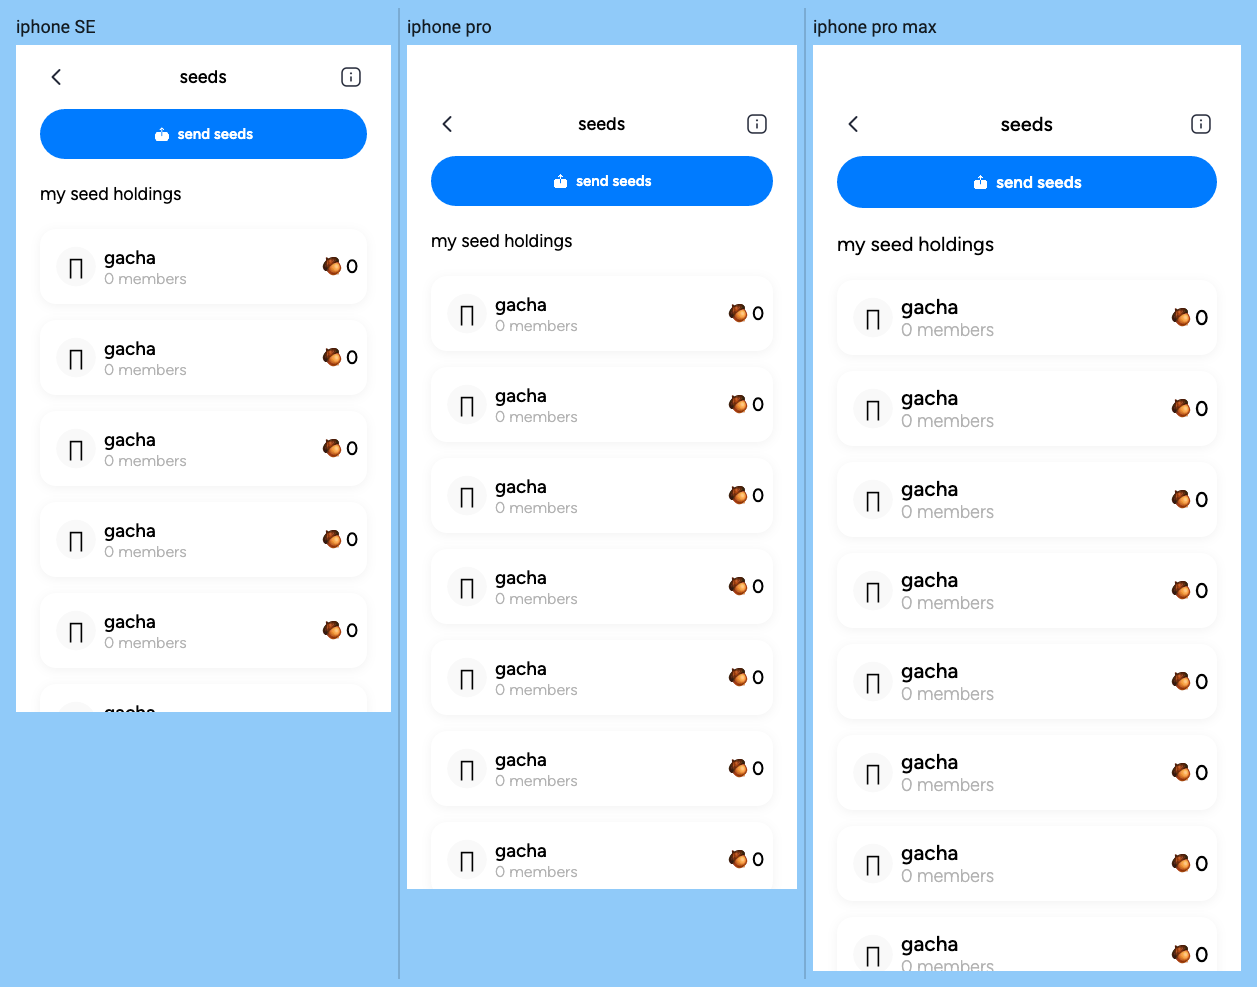 iphone SE
seeds
send seeds
my seed holdings
∏
gacha
0 members
0
∏
gacha
0 members
0
∏
gacha
0 members
0
∏
gacha
0 members
0
∏
gacha
0 members
0
gacha
iphone pro
seeds
send seeds
my seed holdings
∏
gacha
0 members
0
∏
gacha
0 members
0
∏
gacha
0 members
0
∏
gacha
0 members
0
∏
gacha
0 members
0
∏
gacha
0 members
0
∏
gacha
0 members
0
iphone pro max
seeds
send seeds
my seed holdings
∏
gacha
0 members
0
∏
gacha
0 members
0
∏
gacha
0 members
0
∏
gacha
0 members
0
∏
gacha
0 members
0
∏
gacha
0 members
0
∏
gacha
0 members
0
∏
gacha
0 members
0